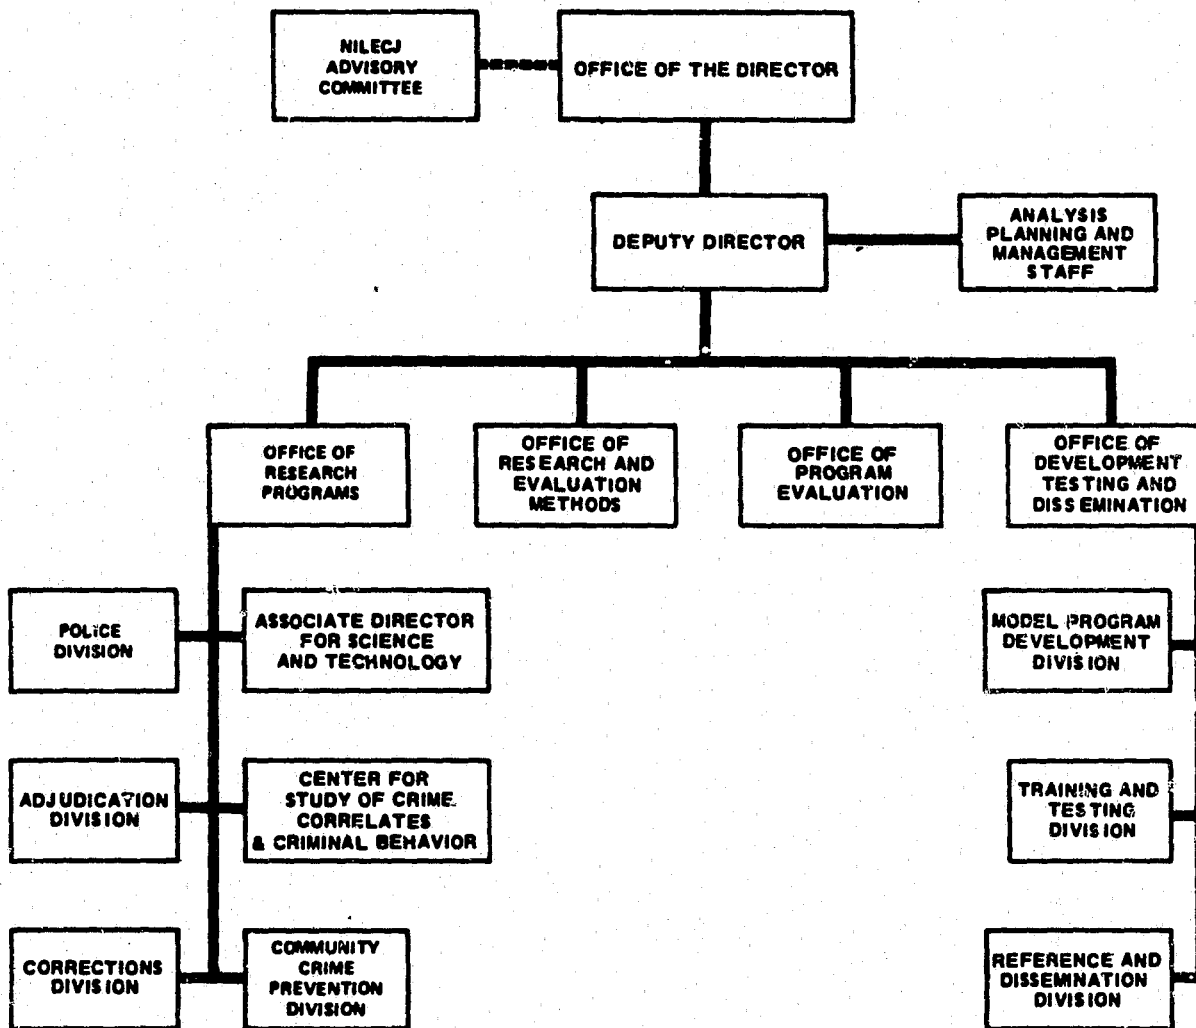 NILECJ
ADVISORY
COMMITTEE
OFFICE OF THE DIRECTOR
DEPUTY DIRECTOR
ANALYSIS
PLANNING AND
MANAGEMENT
STAFF
OFFICE OF
RESEARCH
PROGRAMS
OFFICE OF
RESEARCH AND
EVALUATION
METHODS
OFFICE OF
PROGRAM
EVALUATION
OFFICE OF
DEVELOPMENT
TESTING AND
DISSEMINATION
POLICE
DIVISION
ASSOCIATE DIRECTOR
FOR SCIENCE
AND TECHNOLOGY
MODEL PROGRAM
DEVELOPMENT
DIVISION
ADJUDICATION
DIVISION
CENTER FOR
STUDY OF CRIME
CORRELATES
& CRIMINAL BEHAVIOR
TRAINING AND
TESTING
DIVISION
CORRECTIONS
DIVISION
COMMUNITY
CRIME
PREVENTION
DIVISION
REFERENCE AND
DISSEMINATION
DIVISION